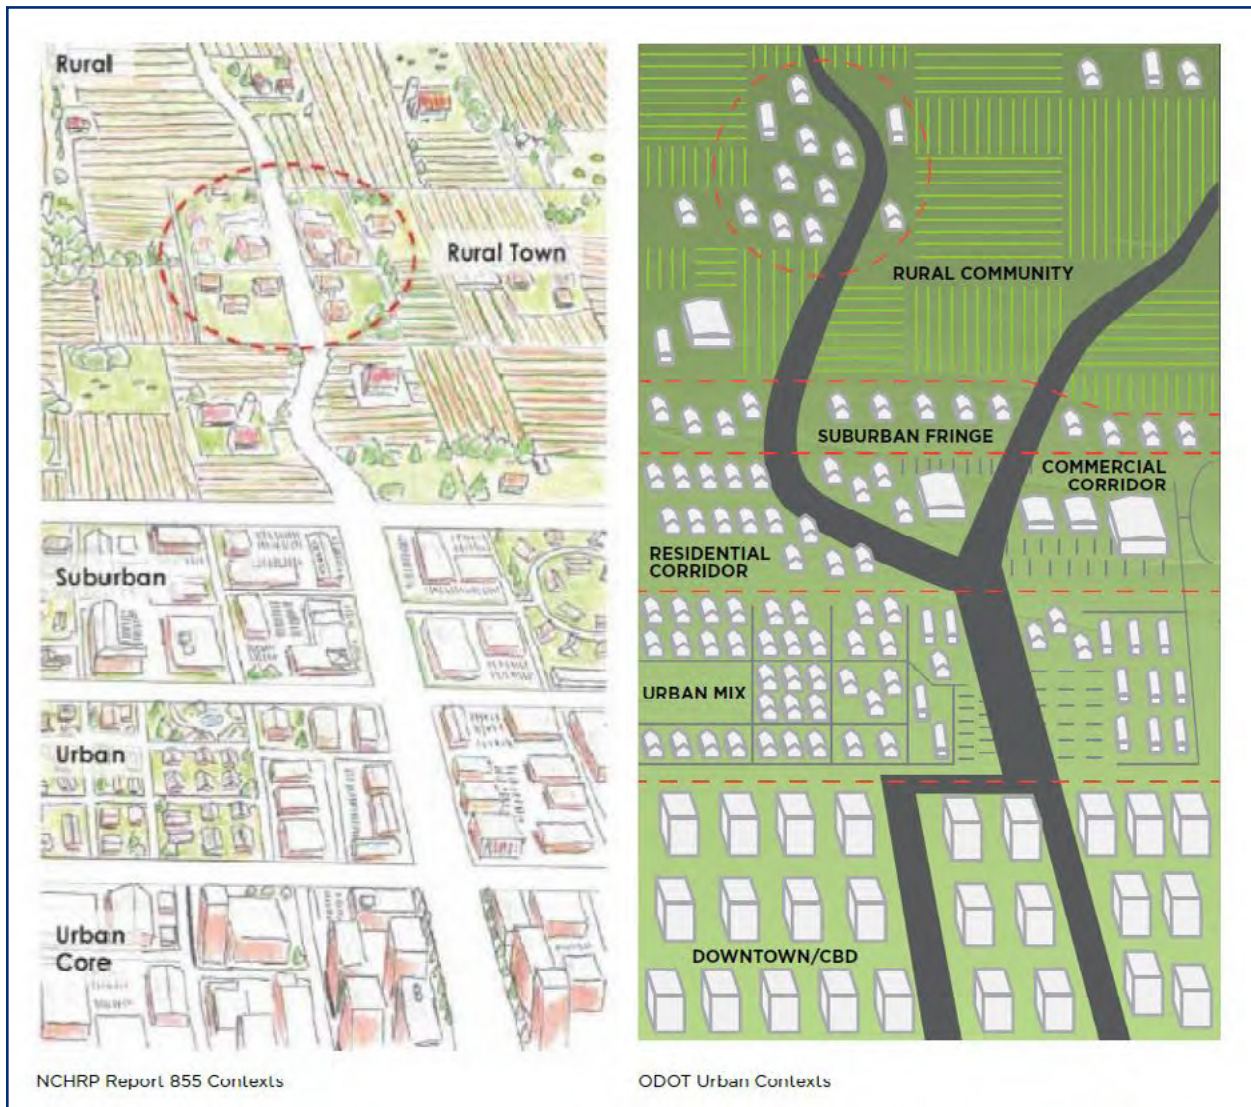 Rural
Rural Town
Suburban
Urban
Urban
Core
NCHRP Report 855 Contexts
RURAL COMMUNITY
SUBURBAN FRINGE
COMMERCIAL
CORRIDOR
RESIDENTIAL
CORRIDOR
URBAN MIX
DOWNTOWN/CBD
ODOT Urban Contexts